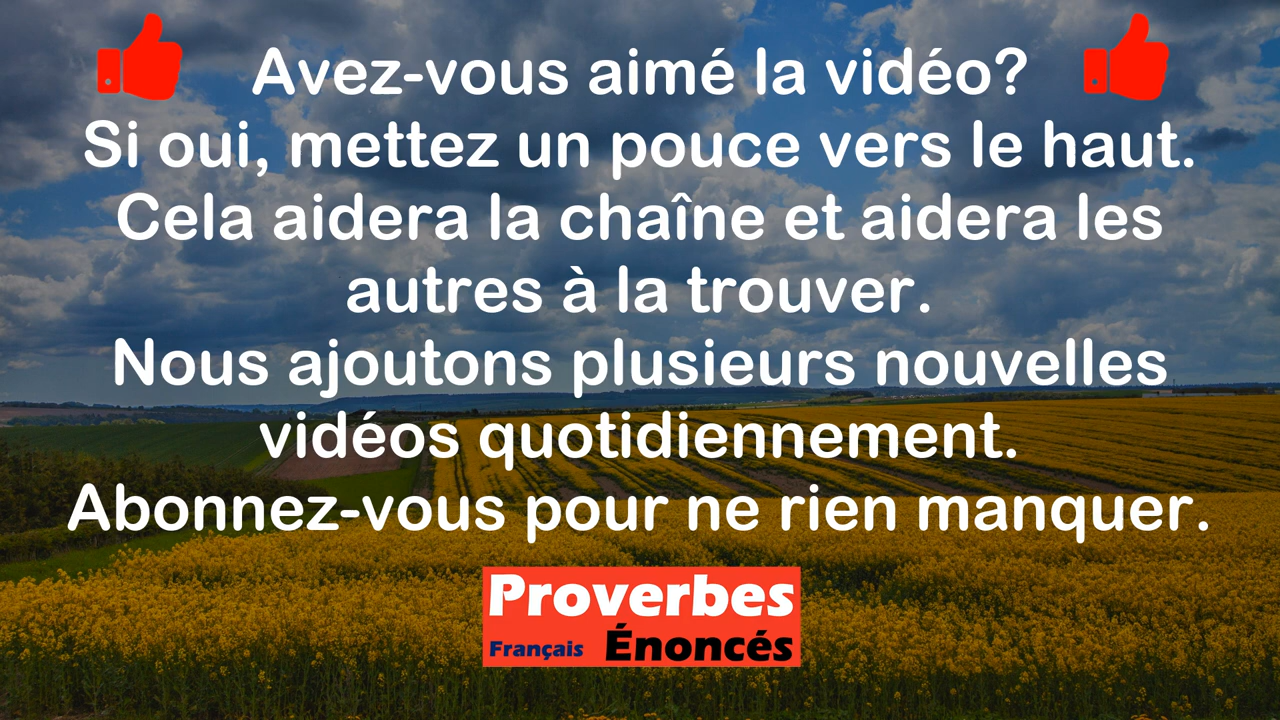 Avez-vous aimé la vidéo?
Si oui, mettez un pouce vers le haut.
Cela aidera la chaîne et aidera les
autres à la trouver.
Nous ajoutons plusieurs nouvelles
vidéos quotidiennement.
Abonnez-vous pour ne rien manquer.
Proverbes
Français Énoncés